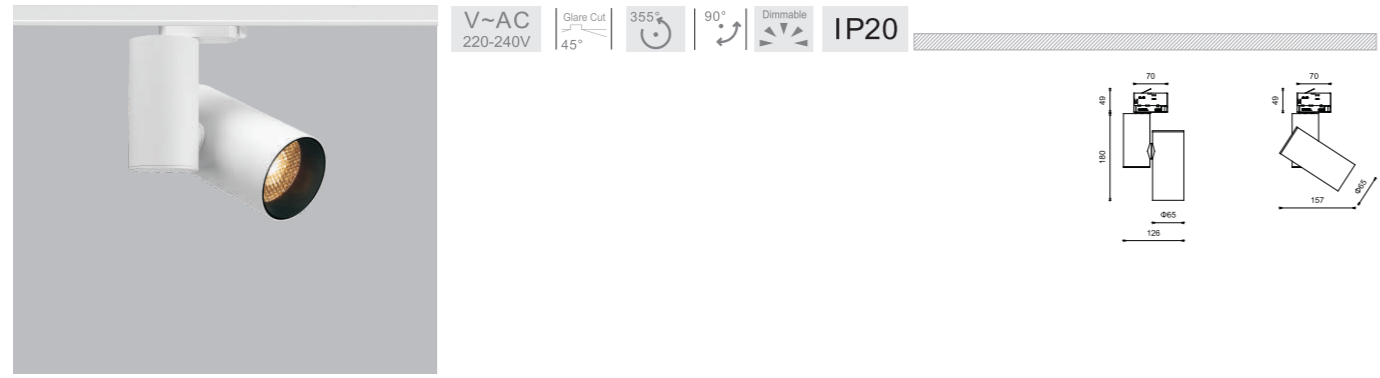 V~AC
220-240V
Glare Cut
45°
355°
90°
Dimmable
IP20
70
49
180
Φ65
126
70
49
Φ65
157